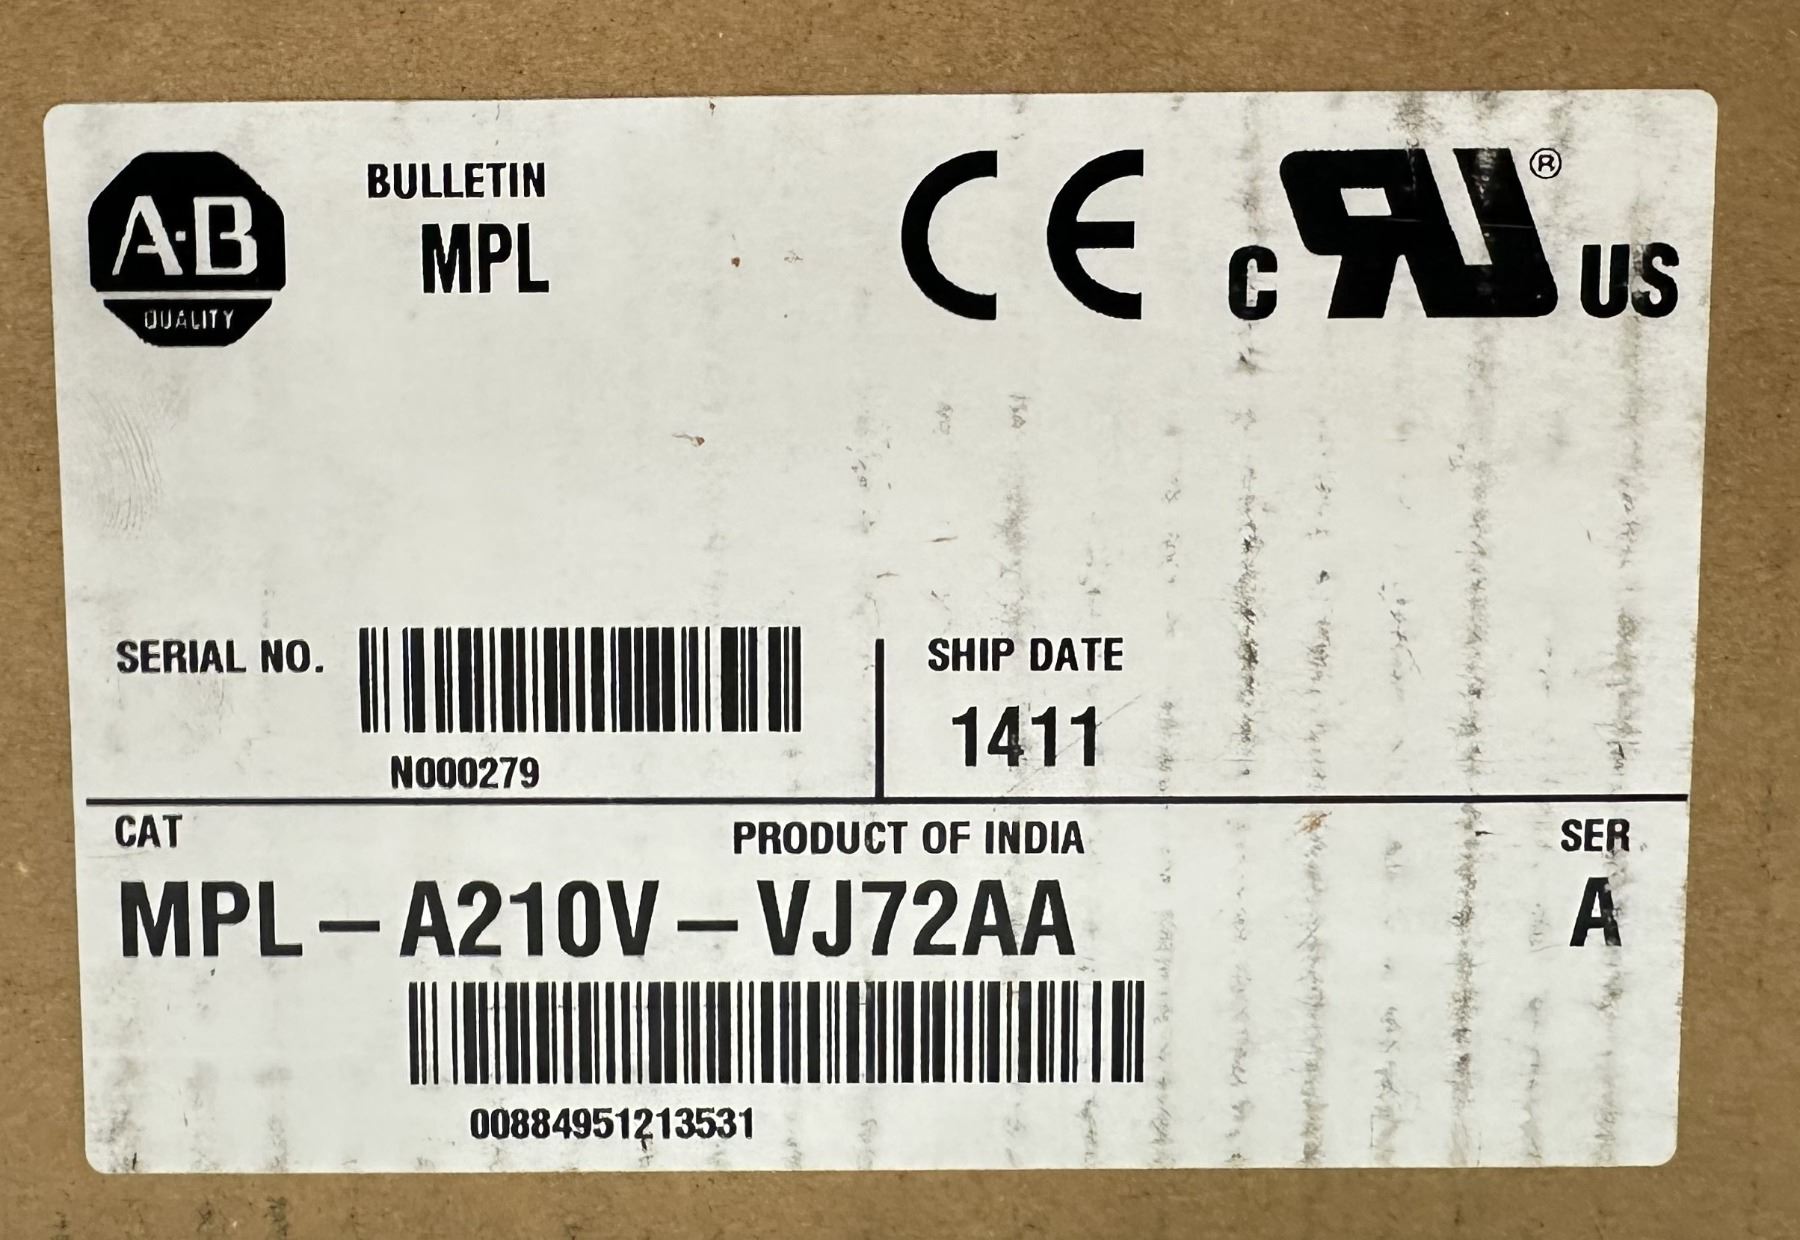 A-B
QUALITY
BULLETIN
MPL
CE
C RU ® US
SERIAL NO.
N000279
SHIP DATE
1411
CAT
PRODUCT OF INDIA
SER
MPL-A210V-VJ72AA
A
00884951213531